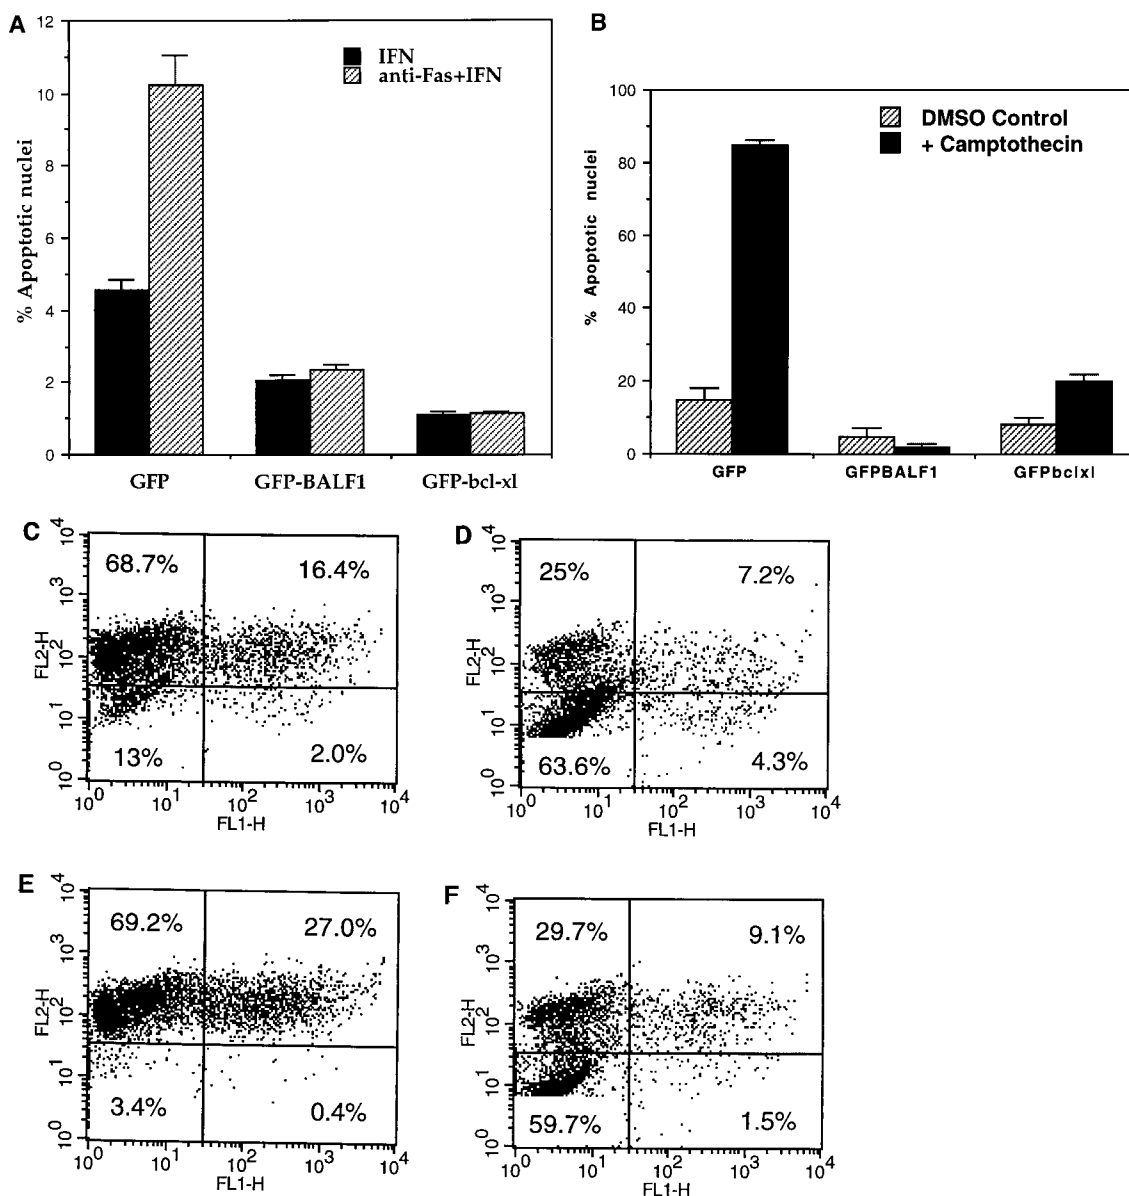 A
12
10
8
6
4
2
0
% Apoptotic nuclei
IFN
anti-Fas+IFN
GFP
GFP-BALF1
GFP-bcl-xl
B
100
80
60
40
20
0
% Apoptotic nuclei
DMSO Control
+ Camptothecin
GFP
GFPBALF1
GFPbclxl
C
10^4
10^3
10^2
10^1
10^0
FL2-H
68.7%
16.4%
13%
2.0%
10^0
10^1
10^2
10^3
10^4
FL1-H
D
10^4
10^3
10^2
10^1
10^0
FL2-H
25%
7.2%
63.6%
4.3%
10^0
10^1
10^2
10^3
10^4
FL1-H
E
10^4
10^3
10^2
10^1
10^0
FL2-H
69.2%
27.0%
3.4%
0.4%
10^0
10^1
10^2
10^3
10^4
FL1-H
F
10^4
10^3
10^2
10^1
10^0
FL2-H
29.7%
9.1%
59.7%
1.5%
10^0
10^1
10^2
10^3
10^4
FL1-H